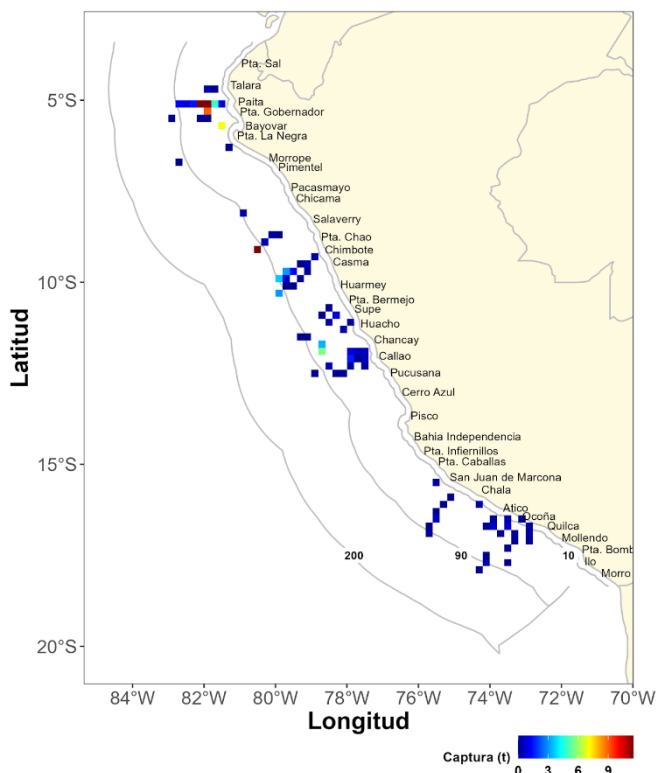 Pta. Sal
Talara
5°S
Paita
Pta. Gobernador
Bayovar
Pta. La Negra
Morrope
Pimentel
Pacasmayo
Chicama
Salaverry
Pta. Chao
Chimbote
Casma
10°S
Huarmey
Pta. Bermejo
Supe
Huacho
Chancay
Callao
Pucusana
Cerro Azul
Pisco
Bahia Independencia
Pta. Infiernillos
Pta. Caballas
15°S
San Juan de Marcona
Chala
Atico
Ocoña
Quilca
Mollendo
Pta. Bomb
200 90 10
Ilo
Morro
20°S
Latitud
84°W 82°W 80°W 78°W 76°W 74°W 72°W 70°W
Longitud
Captura (t)
0 3 6 9